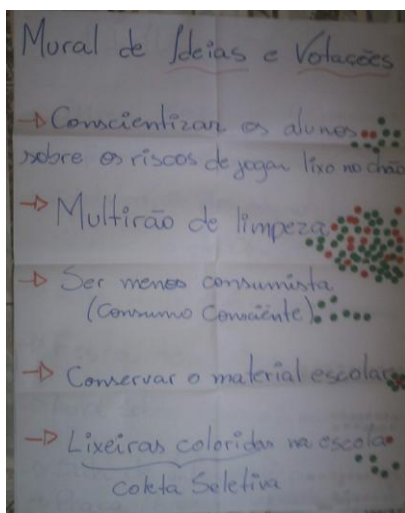 Mural de Ideias e Votações
→ Conscientizar os alunos
sobre os riscos de jogar lixo no chão
→ Multirão de limpeza
→ Ser menos consumista
(Consumo Consciente)
→ Conservar o material escolar
→ Lixeiras coloridas na escola
coleta Seletiva